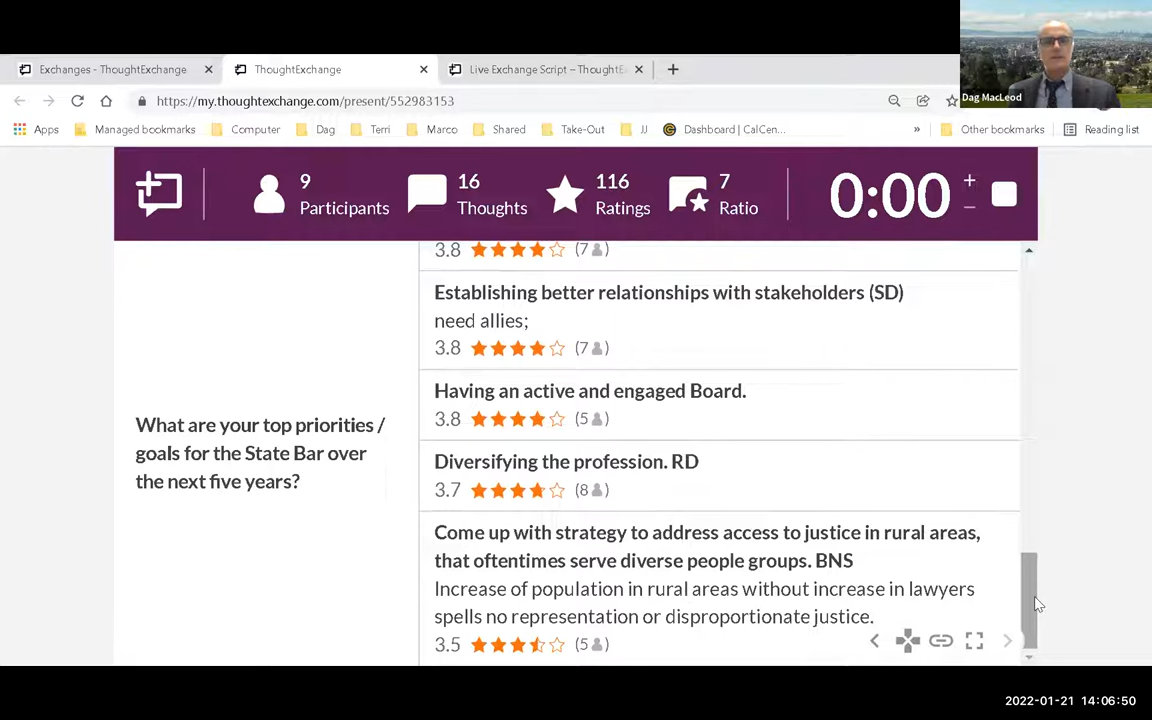 Exchanges - ThoughtExchange
ThoughtExchange
Live Exchange Script – ThoughtE
https://my.thoughtexchange.com/present/552983153
Dag MacLeod
Apps Managed bookmarks Computer Dag Terri Marco Shared Take-Out JJ Dashboard | CalCen... » Other bookmarks Reading list
9 16 116 7
Participants Thoughts Ratings Ratio
0:00 + −
3.8 (7)
Establishing better relationships with stakeholders (SD)
need allies;
3.8 (7)
Having an active and engaged Board.
3.8 (5)
What are your top priorities /
goals for the State Bar over
the next five years?
Diversifying the profession. RD
3.7 (8)
Come up with strategy to address access to justice in rural areas,
that oftentimes serve diverse people groups. BNS
Increase of population in rural areas without increase in lawyers
spells no representation or disproportionate justice.
3.5 (5)
2022-01-21 14:06:50